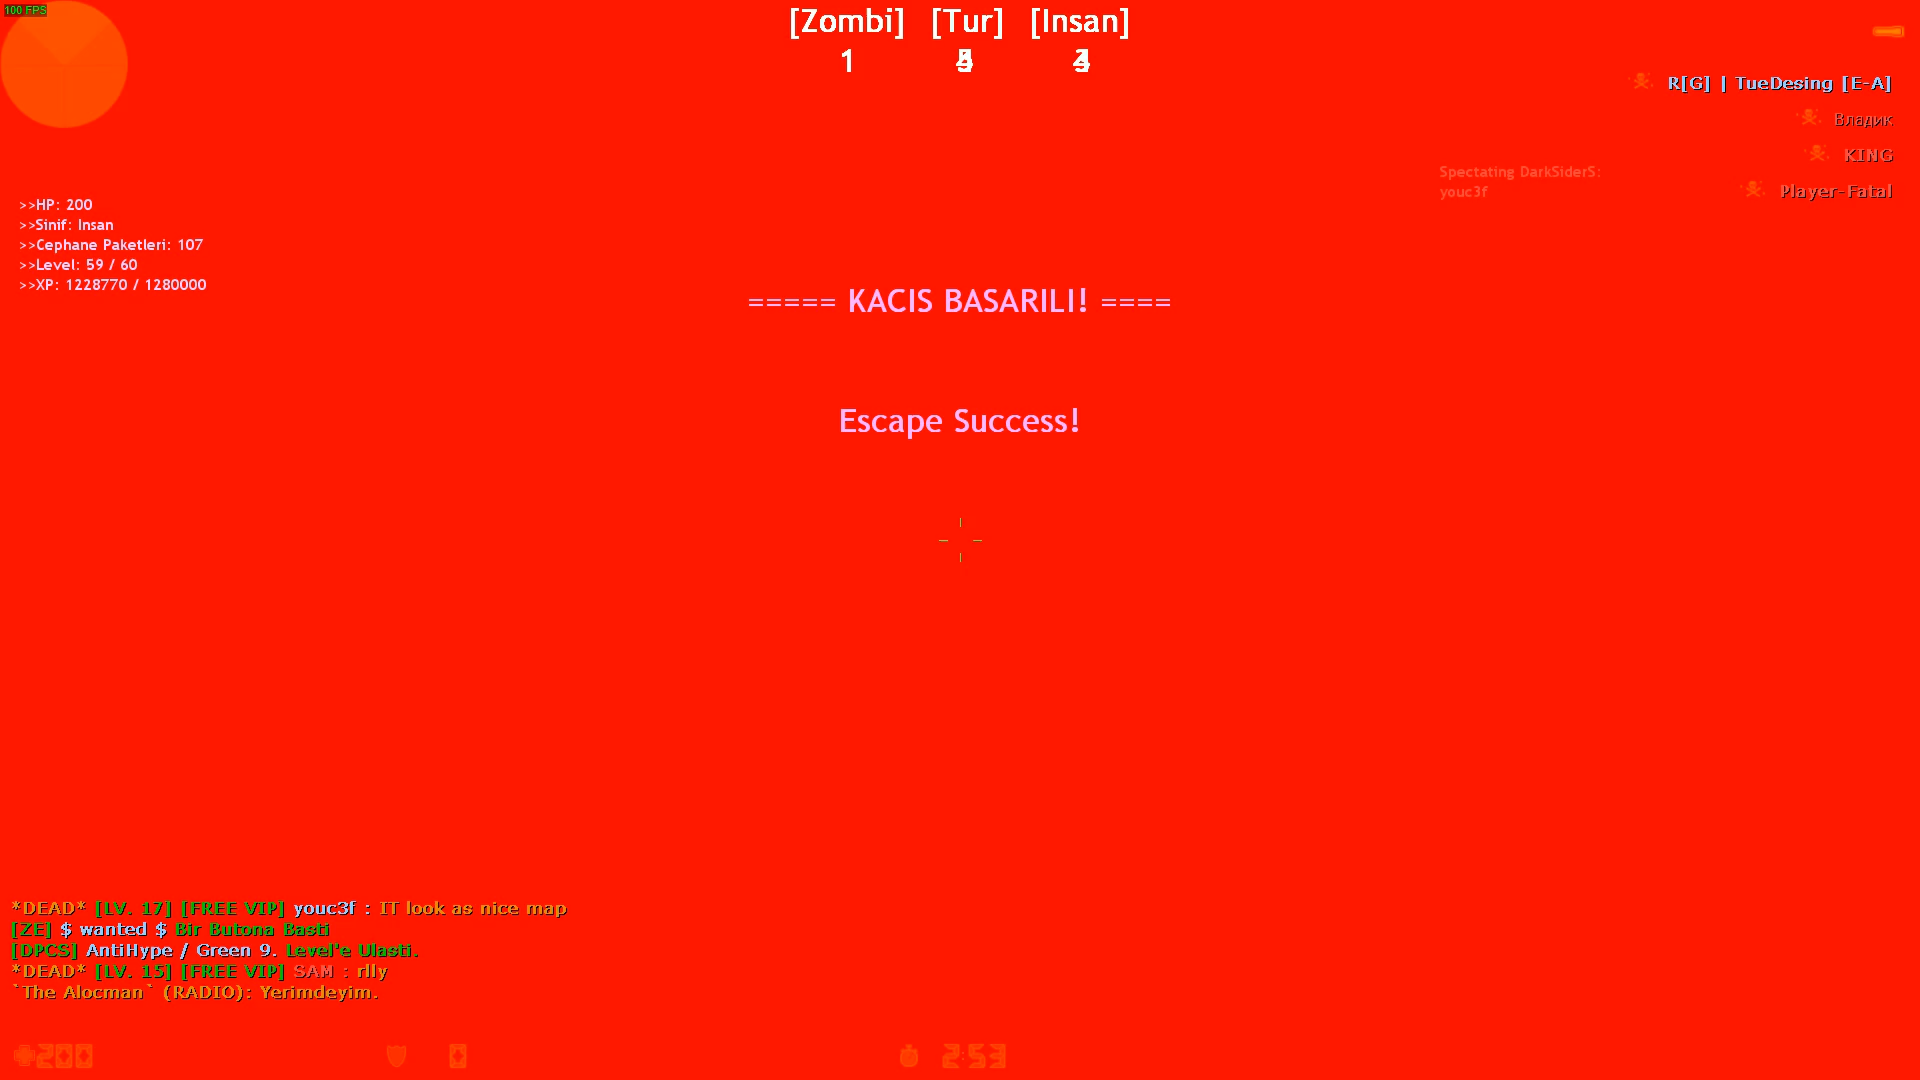 100 FPS
[Zombi] [Tur] [Insan]
1
R[G] | TueDesing [E-A]
Владик
KING
Player-Fatal
Spectating DarkSiderS:
youc3f
>>HP: 200
>>Sinif: Insan
>>Cephane Paketleri: 107
>>Level: 59 / 60
>>XP: 1228770 / 1280000
===== KACIS BASARILI! ====
Escape Success!
*DEAD* [LV. 17] [FREE VIP] youc3f : IT look as nice map
[ZE] $ wanted $ Bir Butona Basti
[DPCS] AntiHype / Green 9. Level'e Ulasti.
*DEAD* [LV. 15] [FREE VIP] SAM : rlly
`The Alocman` (RADIO): Yerimdeyim.
200 0 2:53